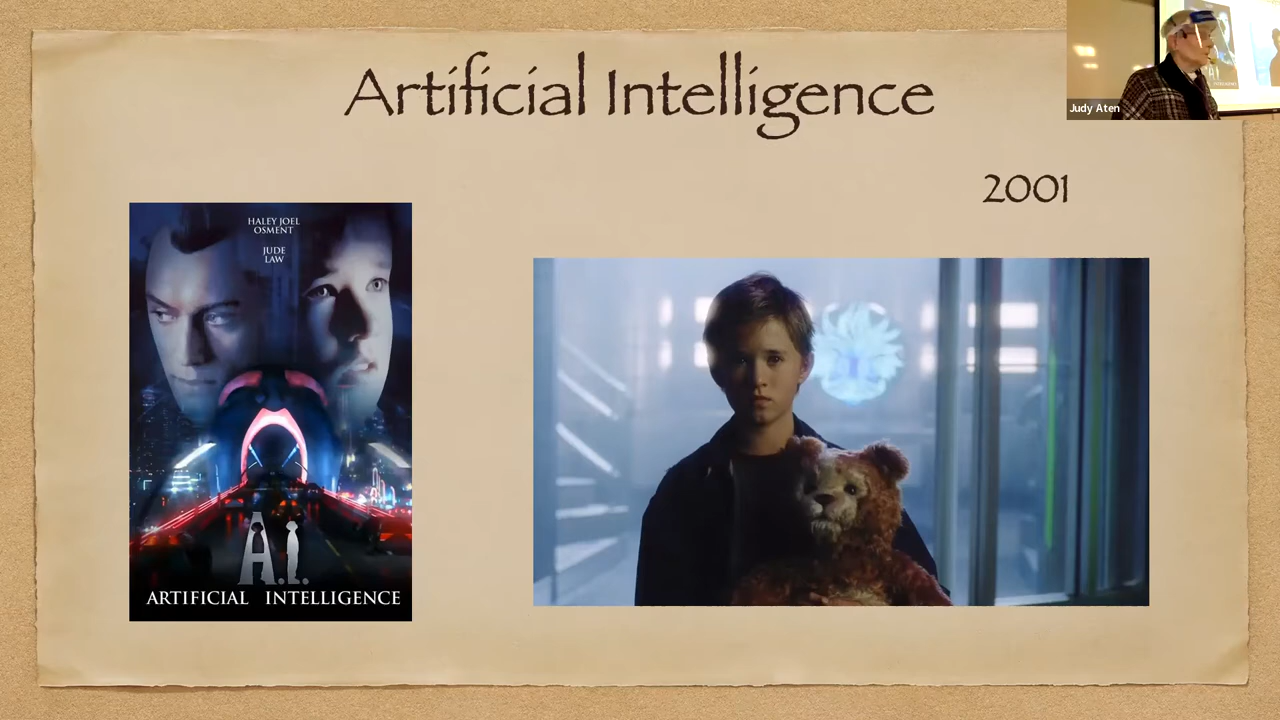 Artificial Intelligence
Judy Aten
2001
HALEY JOEL
OSMENT
JUDE
LAW
A.I.
ARTIFICIAL INTELLIGENCE